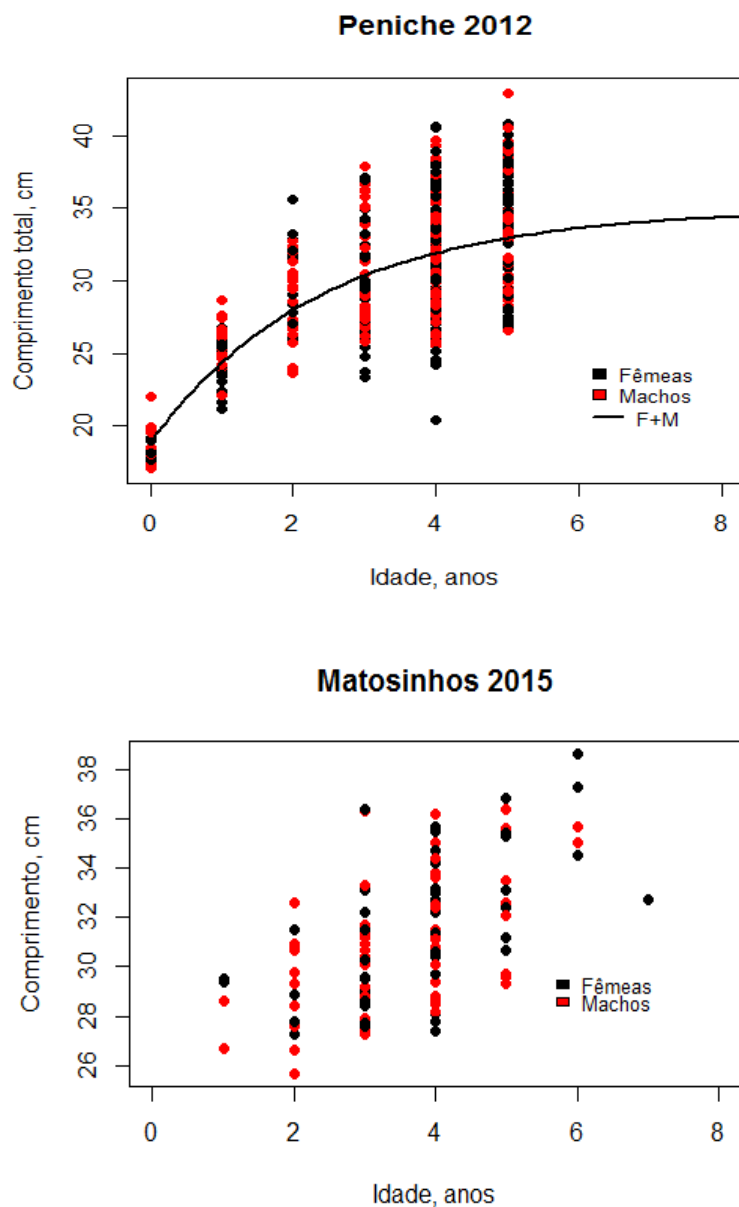 Peniche 2012
Comprimento total, cm
40
35
30
25
20
Fêmeas
Machos
F+M
0 2 4 6 8
Idade, anos
Matosinhos 2015
Comprimento, cm
38
36
34
32
30
28
26
Fêmeas
Machos
0 2 4 6 8
Idade, anos